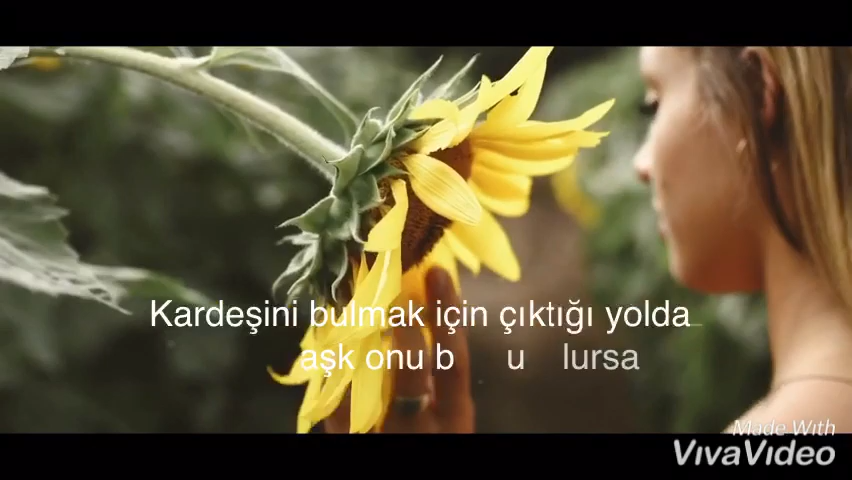 Kardeşini bulmak için çıktığı yolda
aşk onu b u lursa
Made With
VivaVideo